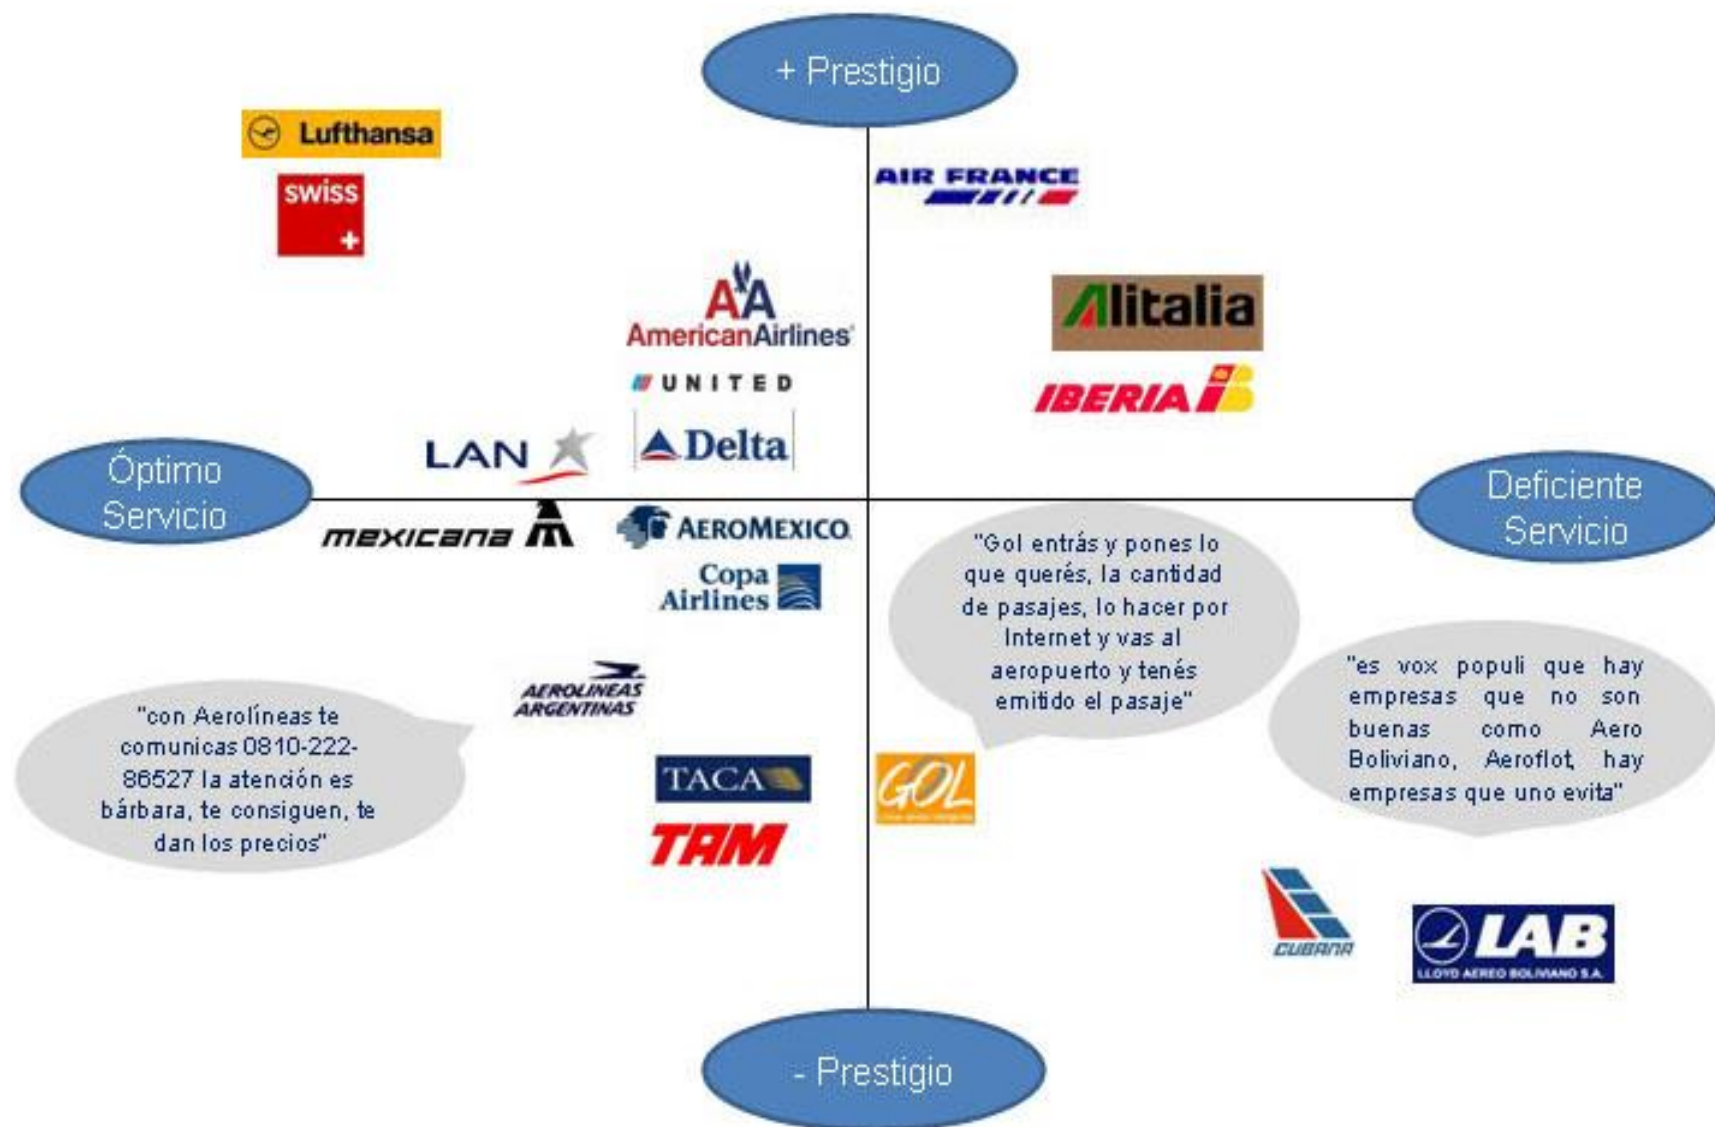 + Prestigio
Lufthansa
swiss
AIR FRANCE
AA
AmericanAirlines
Alitalia
UNITED
IBERIA
Delta
LAN
Óptimo
Servicio
Deficiente
Servicio
mexicana
AEROMEXICO
Copa
Airlines
"Gol entrás y pones lo
que querés, la cantidad
de pasajes, lo hacer por
Internet y vas al
aeropuerto y tenés
emitido el pasaje"
AEROLINEAS
ARGENTINAS
"con Aerolíneas te
comunicas 0810-222-
86527 la atención es
bárbara, te consiguen, te
dan los precios"
"es vox populi que hay
empresas que no son
buenas como Aero
Boliviano, Aeroflot, hay
empresas que uno evita"
TACA
GOL
TAM
CUBANA
LAB
LLOYD AEREO BOLIVIANO S.A.
- Prestigio